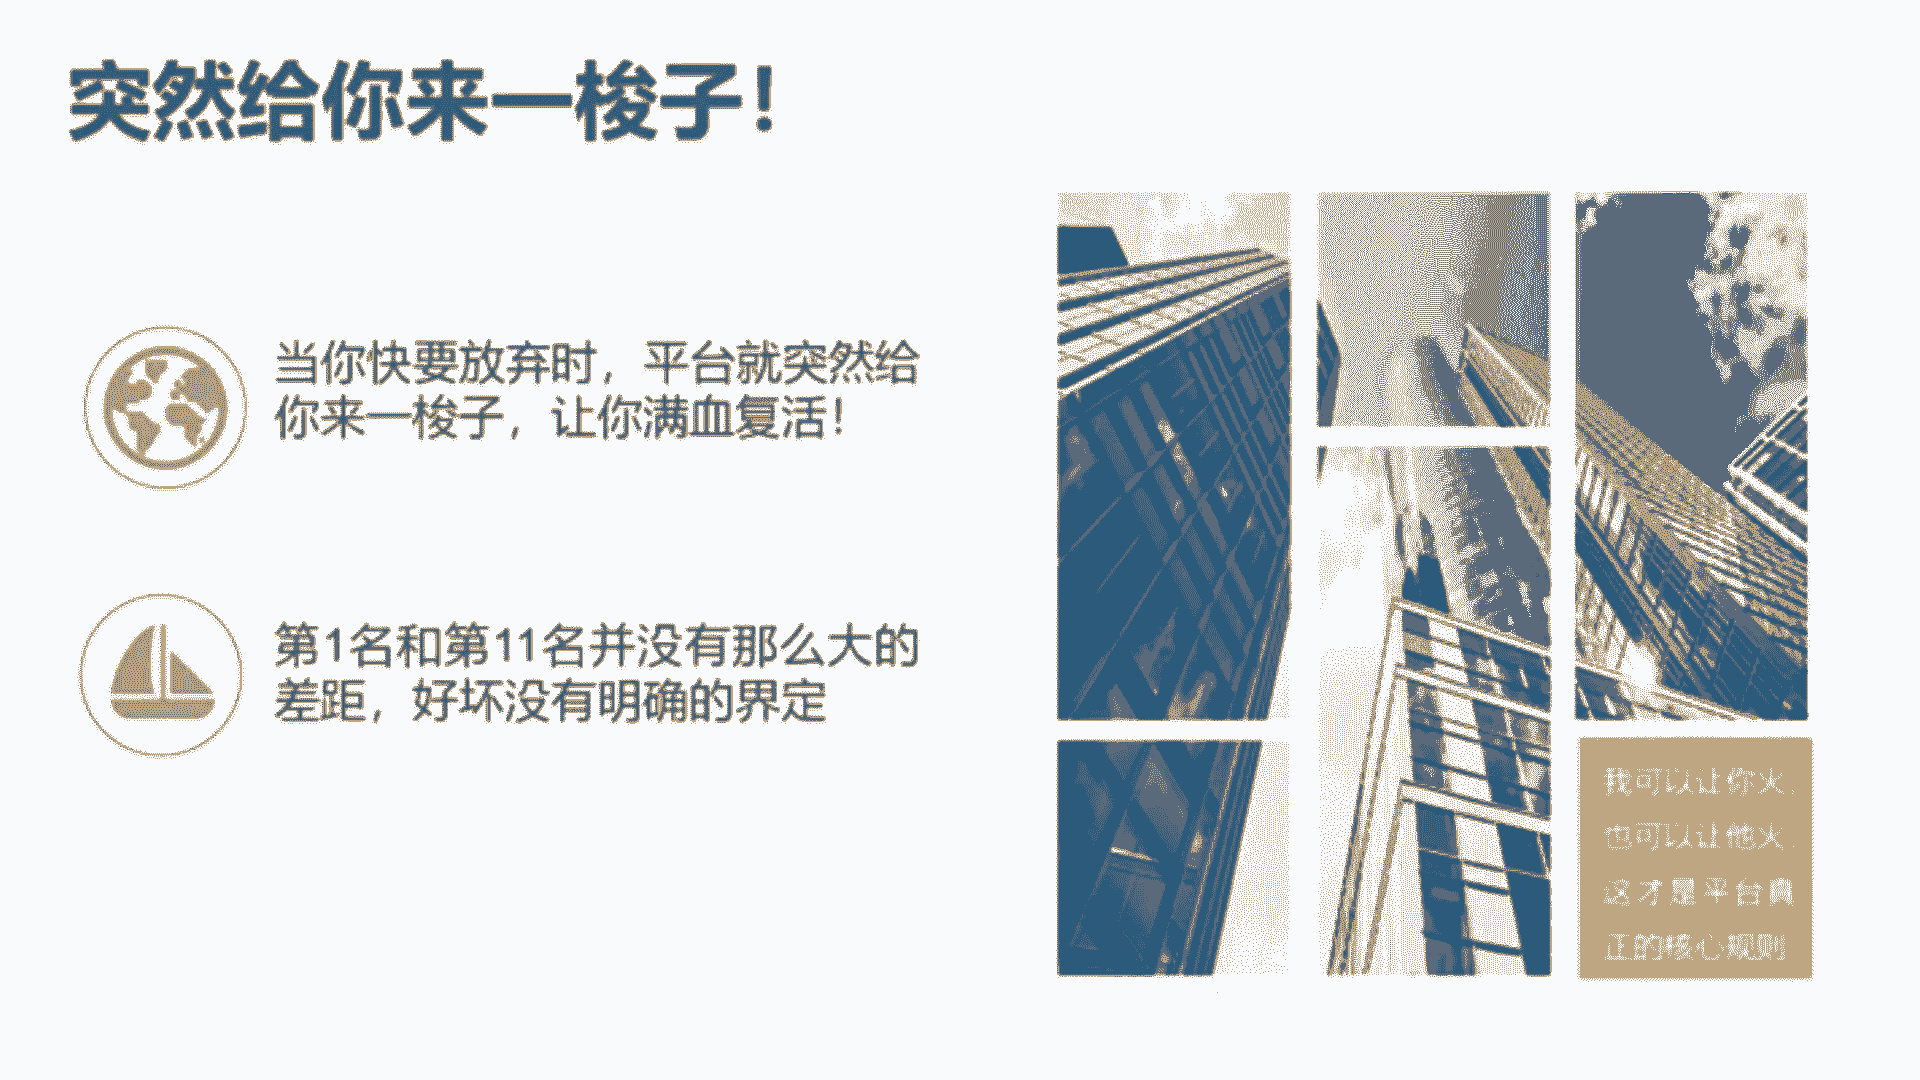 突然给你来一梭子！
当你快要放弃时，平台就突然给
你来一梭子，让你满血复活！
第1名和第11名并没有那么大的
差距，好坏没有明确的界定
我可以让你火，
也可以让他火，
这才是平台真
正的核心规则